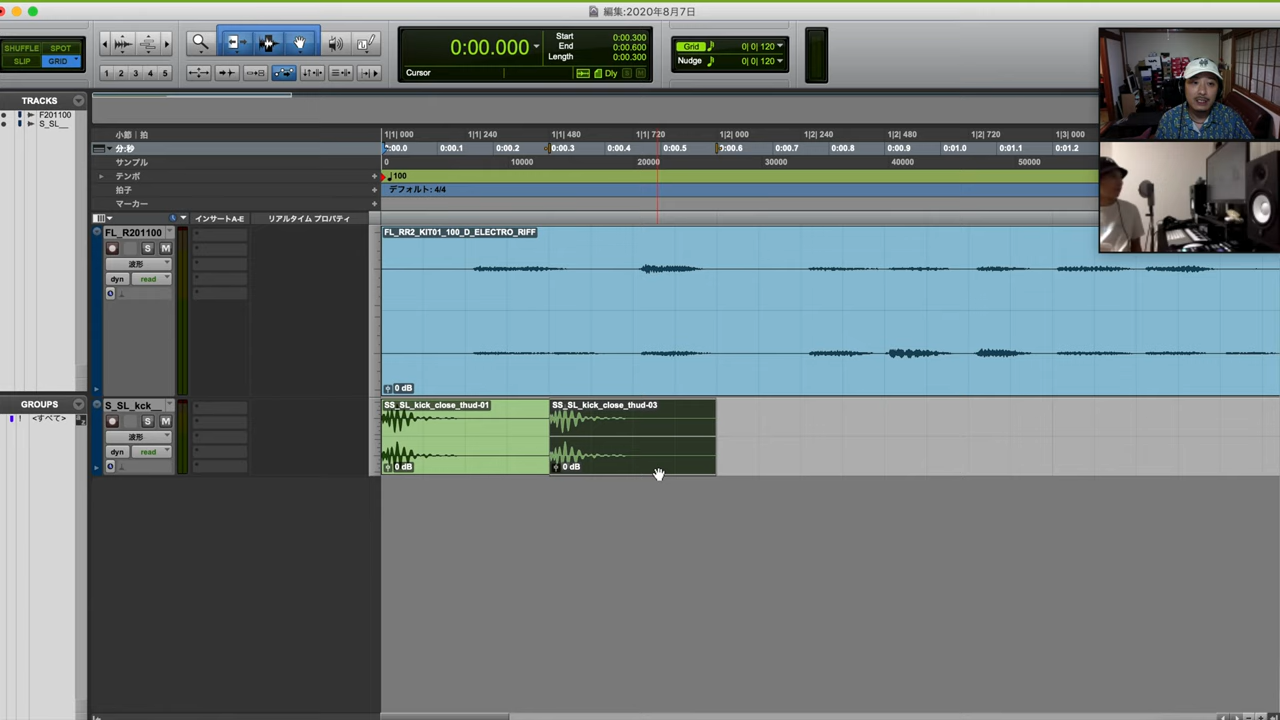 編集:2020年8月7日
SHUFFLE SPOT
SLIP GRID
1 2 3 4 5
0:00.000
Cursor
Start 0:00.300
End 0:00.600
Length 0:00.300
Dly
Grid 0| 0| 120
Nudge 0| 0| 120
TRACKS
F201100
S_SL__
小節|拍 1|1| 000 1|1| 240 1|1| 480 1|1| 720 1|2| 000 1|2| 240 1|2| 480 1|2| 720 1|3| 000
分:秒 :00.0 0:00.1 0:00.2 0:00.3 0:00.4 0:00.5 0:00.6 0:00.7 0:00.8 0:00.9 0:01.0 0:01.1 0:01.2
サンプル 0 10000 20000 30000 40000 50000
テンポ 100
拍子 デフォルト: 4/4
マーカー
インサートA-E リアルタイム プロパティ
FL_R201100
S M
波形
dyn read
FL_RR2_KIT01_100_D_ELECTRO_RIFF
0 dB
GROUPS
! <すべて>
S_SL_kck__
S M
波形
dyn read
SS_SL_kick_close_thud-01
0 dB
SS_SL_kick_close_thud-03
0 dB